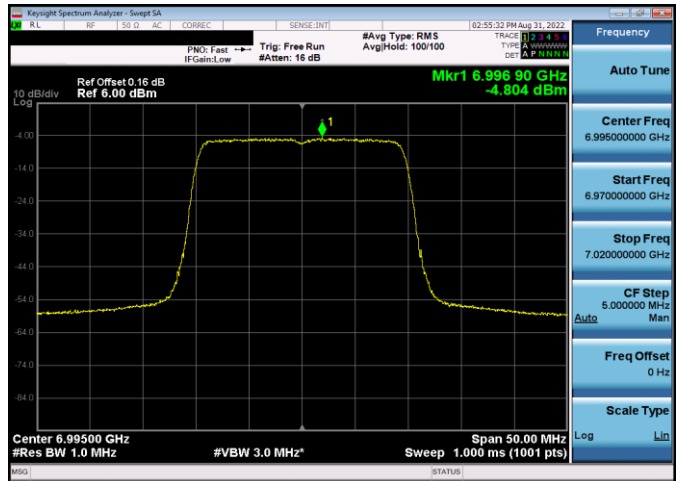 Keysight Spectrum Analyzer - Swept SA
LXI RL RF 50 Ω AC CORREC SENSE:INT 02:55:32 PM Aug 31, 2022
#Avg Type: RMS TRACE 1 2 3 4 5 6
PNO: Fast Trig: Free Run Avg|Hold: 100/100 TYPE A WWWWW
IFGain:Low #Atten: 16 dB DET A P N N N N
Mkr1 6.996 90 GHz
-4.804 dBm
Ref Offset 0.16 dB
10 dB/div Ref 6.00 dBm
Log
1
-4.00
-14.0
-24.0
-34.0
-44.0
-54.0
-64.0
-74.0
-84.0
Center 6.99500 GHz Span 50.00 MHz
#Res BW 1.0 MHz #VBW 3.0 MHz* Sweep 1.000 ms (1001 pts)
MSG STATUS
Frequency
Auto Tune
Center Freq
6.995000000 GHz
Start Freq
6.970000000 GHz
Stop Freq
7.020000000 GHz
CF Step
5.000000 MHz
Auto Man
Freq Offset
0 Hz
Scale Type
Log Lin